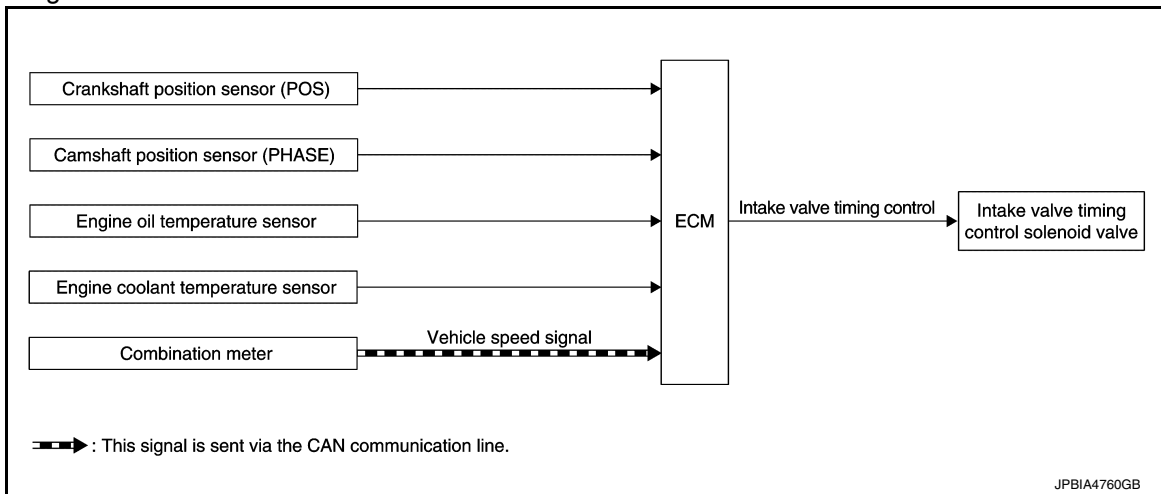 Crankshaft position sensor (POS)
Camshaft position sensor (PHASE)
Engine oil temperature sensor
Engine coolant temperature sensor
Combination meter
Vehicle speed signal
ECM
Intake valve timing control
Intake valve timing
control solenoid valve
: This signal is sent via the CAN communication line.
JPBIA4760GB